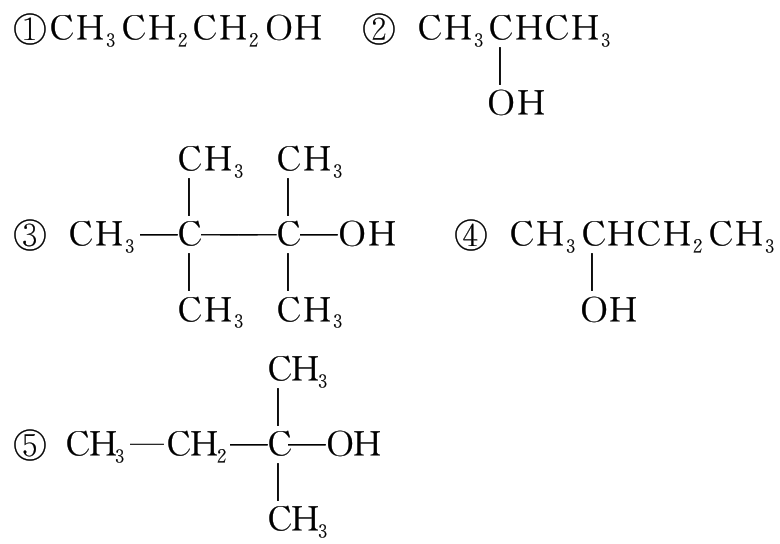 ①CH₃CH₂CH₂OH ② CH₃CHCH₃
OH
CH₃ CH₃
③ CH₃—C—C—OH ④ CH₃CHCH₂CH₃
CH₃ CH₃ OH
CH₃
⑤ CH₃—CH₂—C—OH
CH₃